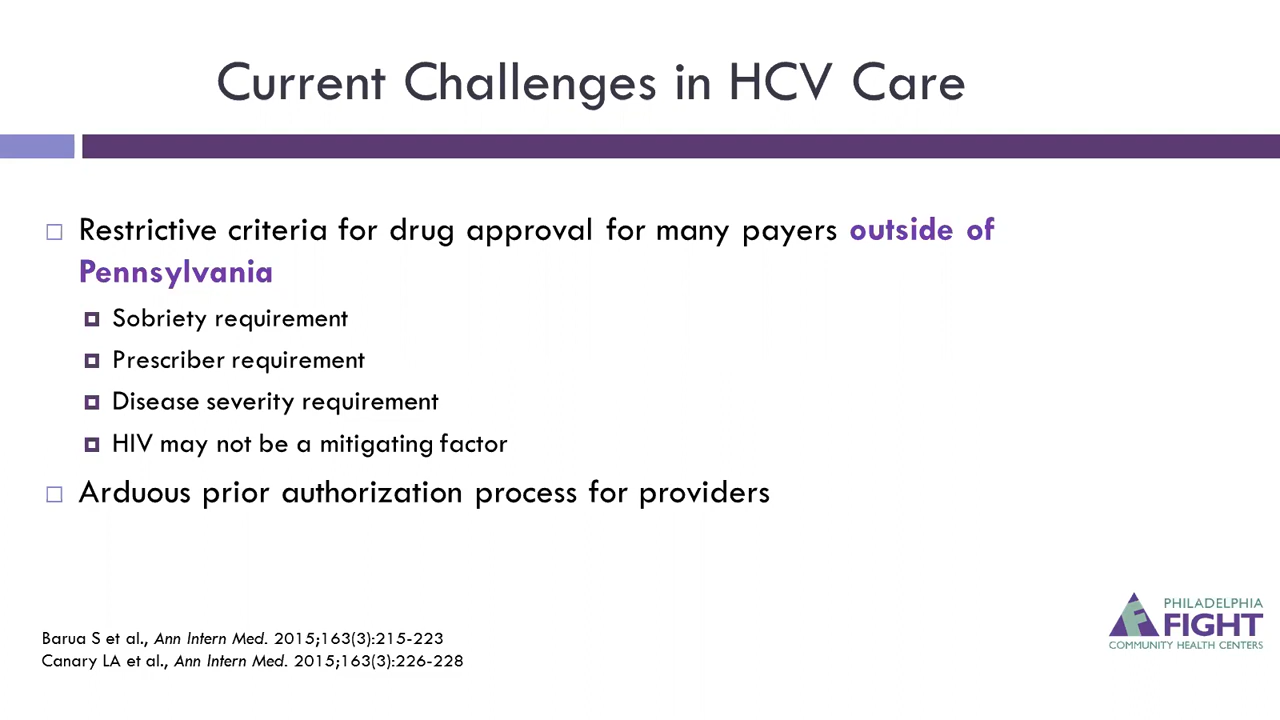 Current Challenges in HCV Care
Restrictive criteria for drug approval for many payers outside of
Pennsylvania
Sobriety requirement
Prescriber requirement
Disease severity requirement
HIV may not be a mitigating factor
Arduous prior authorization process for providers
Barua S et al., Ann Intern Med. 2015;163(3):215-223
Canary LA et al., Ann Intern Med. 2015;163(3):226-228
PHILADELPHIA
FIGHT
COMMUNITY HEALTH CENTERS